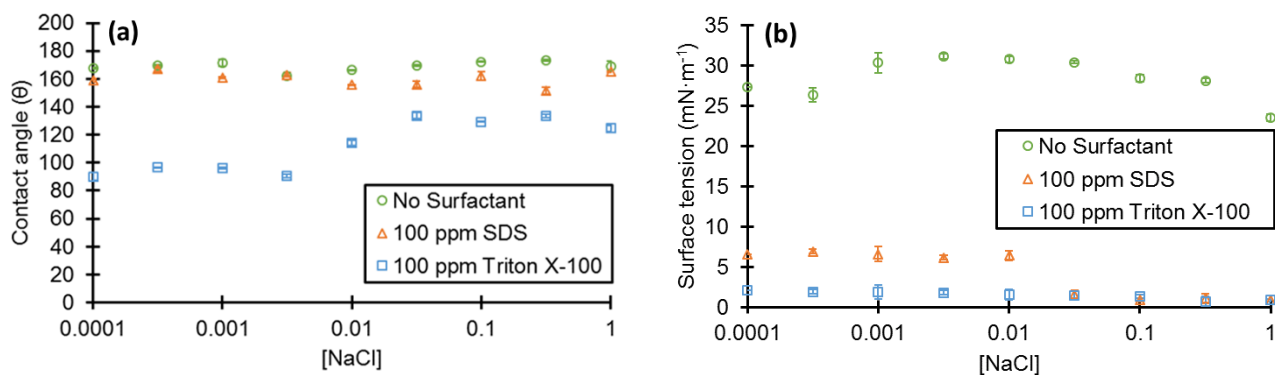 (a)
Contact angle (θ)
200
180
160
140
120
100
80
60
40
20
0
No Surfactant
100 ppm SDS
100 ppm Triton X-100
0.0001
0.001
0.01
0.1
1
[NaCl]
(b)
Surface tension (mN·m⁻¹)
35
30
25
20
15
10
5
0
No Surfactant
100 ppm SDS
100 ppm Triton X-100
0.0001
0.001
0.01
0.1
1
[NaCl]